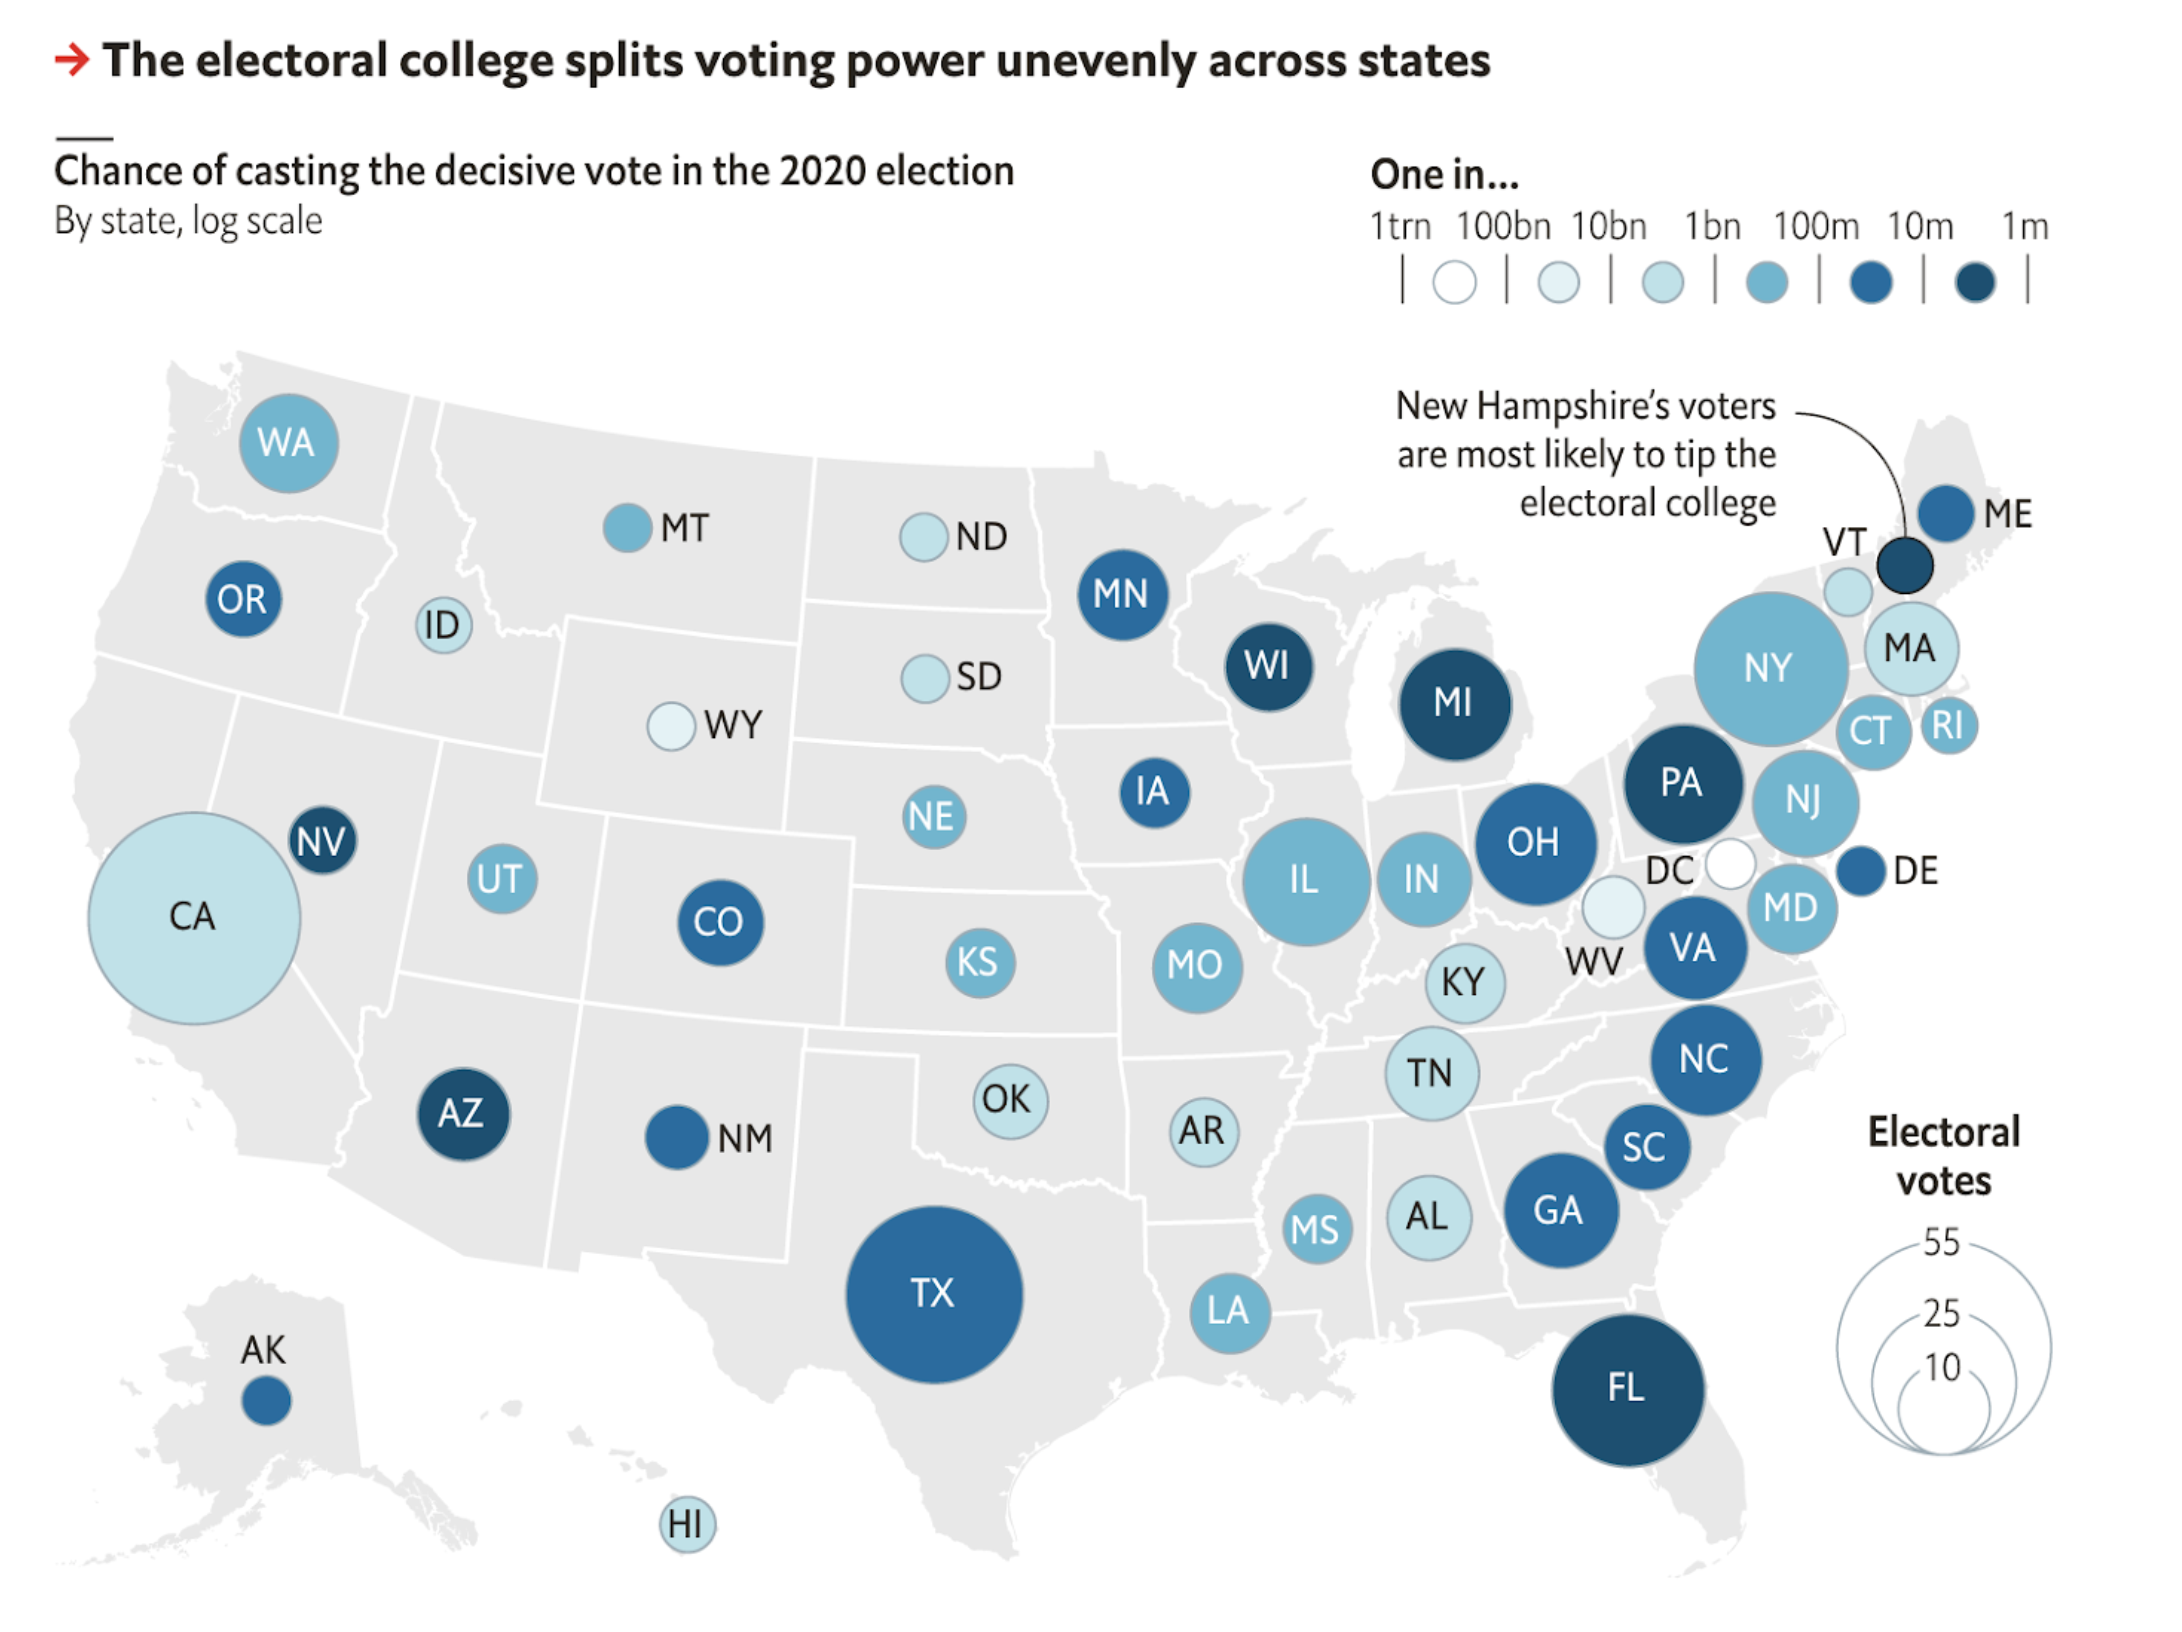 → The electoral college splits voting power unevenly across states
Chance of casting the decisive vote in the 2020 election
By state, log scale
One in...
1trn 100bn 10bn 1bn 100m 10m 1m
New Hampshire's voters
are most likely to tip the
electoral college
WA
MT
ND
MN
ME
VT
OR
ID
SD
WI
MI
NY
MA
WY
CT
RI
NV
NE
IA
OH
PA
NJ
CA
UT
CO
IL
IN
DC
DE
KS
MO
KY
WV
VA
MD
AZ
NM
OK
AR
TN
NC
SC
MS
AL
GA
TX
LA
FL
AK
HI
Electoral
votes
55
25
10